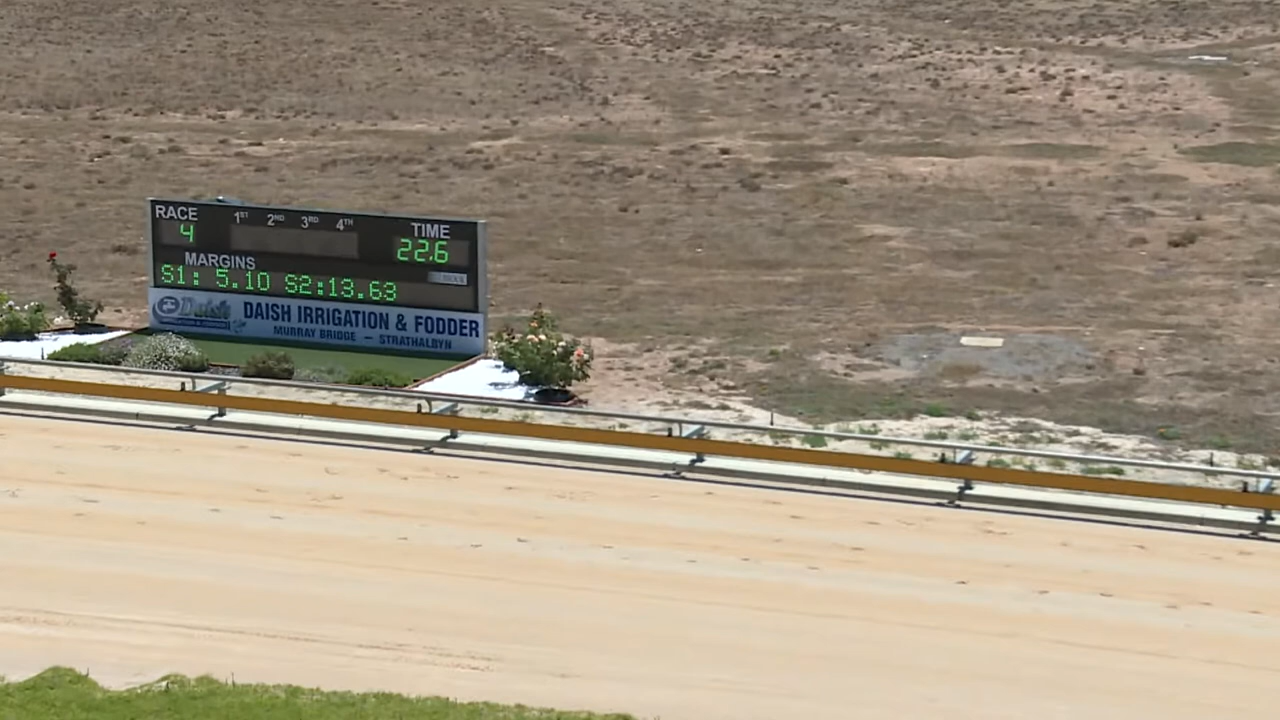 RACE 1ST 2ND 3RD 4TH TIME
4 22.6
MARGINS
S1: 5.10 S2:13.63
Daish DAISH IRRIGATION & FODDER
MURRAY BRIDGE – STRATHALBYN